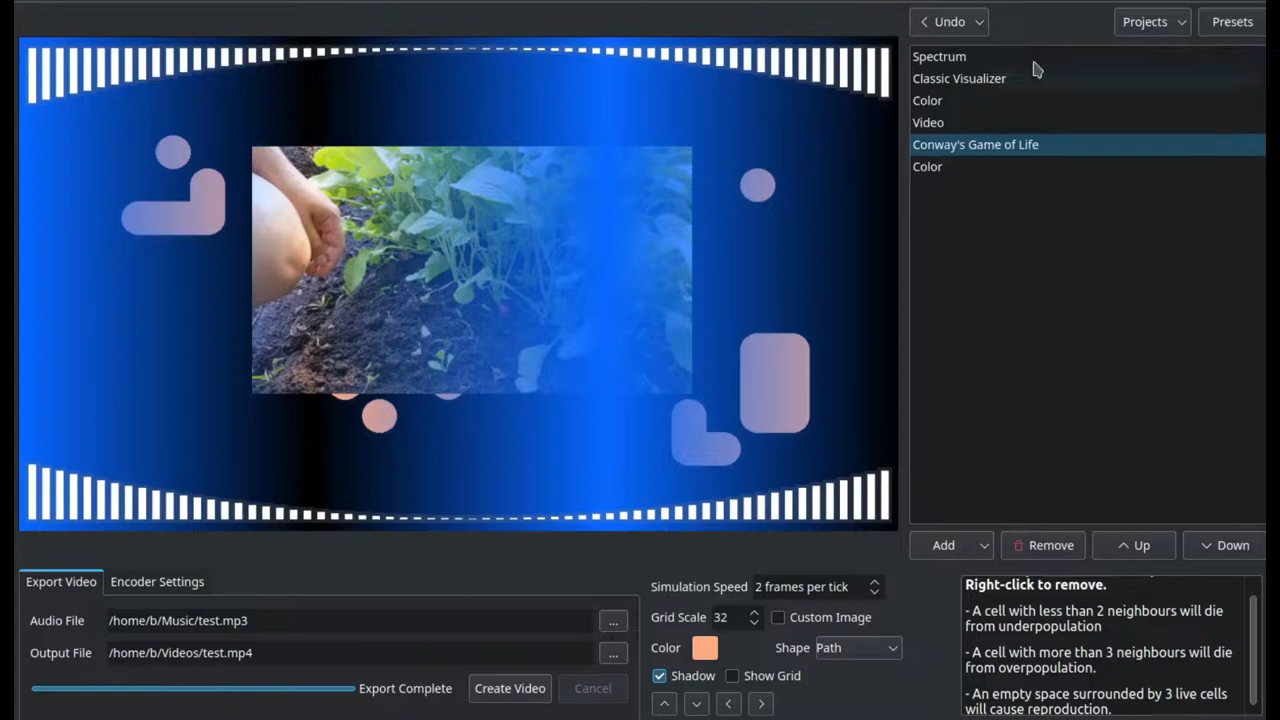 Undo
Projects
Presets
Spectrum
Classic Visualizer
Color
Video
Conway's Game of Life
Color
Add
Remove
Up
Down
Export Video
Encoder Settings
Audio File
/home/b/Music/test.mp3
...
Output File
/home/b/Videos/test.mp4
...
Export Complete
Create Video
Cancel
Simulation Speed
2 frames per tick
Grid Scale
32
Custom Image
Color
Shape
Path
Shadow
Show Grid
Right-click to remove.
- A cell with less than 2 neighbours will die
from underpopulation
- A cell with more than 3 neighbours will die
from overpopulation.
- An empty space surrounded by 3 live cells
will cause reproduction.